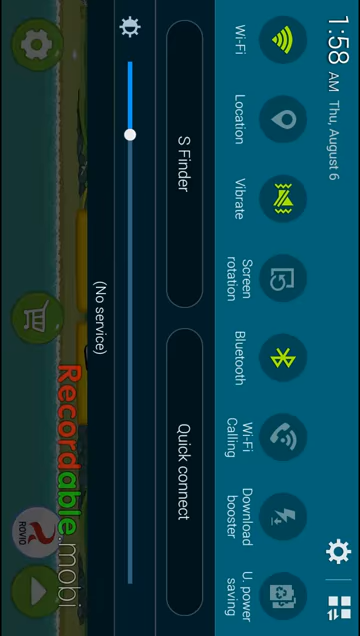 1:58 AM Thu, August 6
Wi-Fi
Location
Vibrate
Screen
rotation
Bluetooth
Wi-Fi
Calling
Download
booster
U. power
saving
S Finder
Quick connect
(No service)
Recordable.mobi
ROVIO